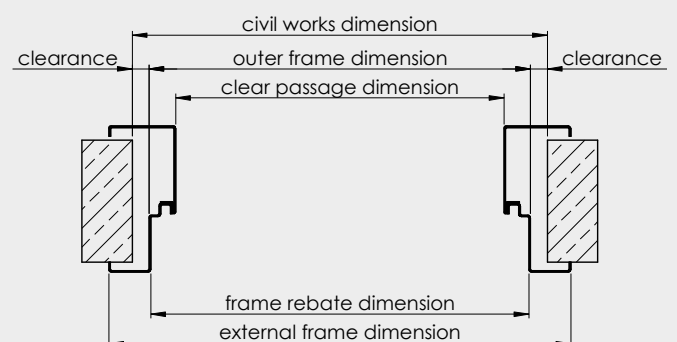 civil works dimension
clearance outer frame dimension clearance
clear passage dimension
frame rebate dimension
external frame dimension